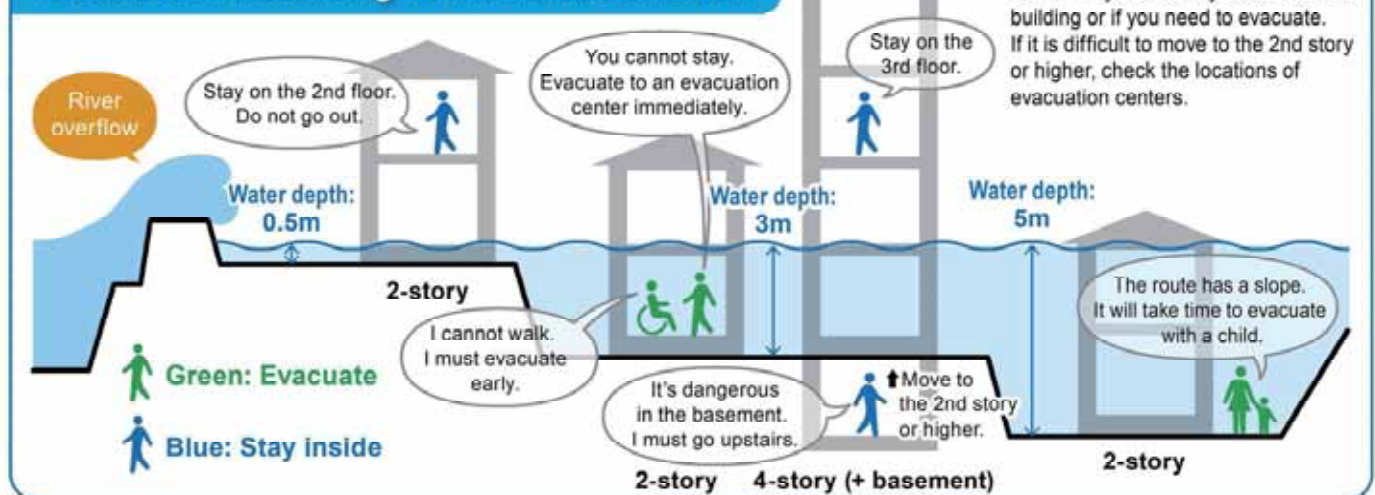 building or if you need to evacuate.
If it is difficult to move to the 2nd story
or higher, check the locations of
evacuation centers.
River
overflow
Stay on the 2nd floor.
Do not go out.
You cannot stay.
Evacuate to an evacuation
center immediately.
Stay on the
3rd floor.
Water depth:
0.5m
Water depth:
3m
Water depth:
5m
2-story
I cannot walk.
I must evacuate
early.
The route has a slope.
It will take time to evacuate
with a child.
Green: Evacuate
Blue: Stay inside
It's dangerous
in the basement.
I must go upstairs.
⬆Move to
the 2nd story
or higher.
2-story
4-story (+ basement)
2-story